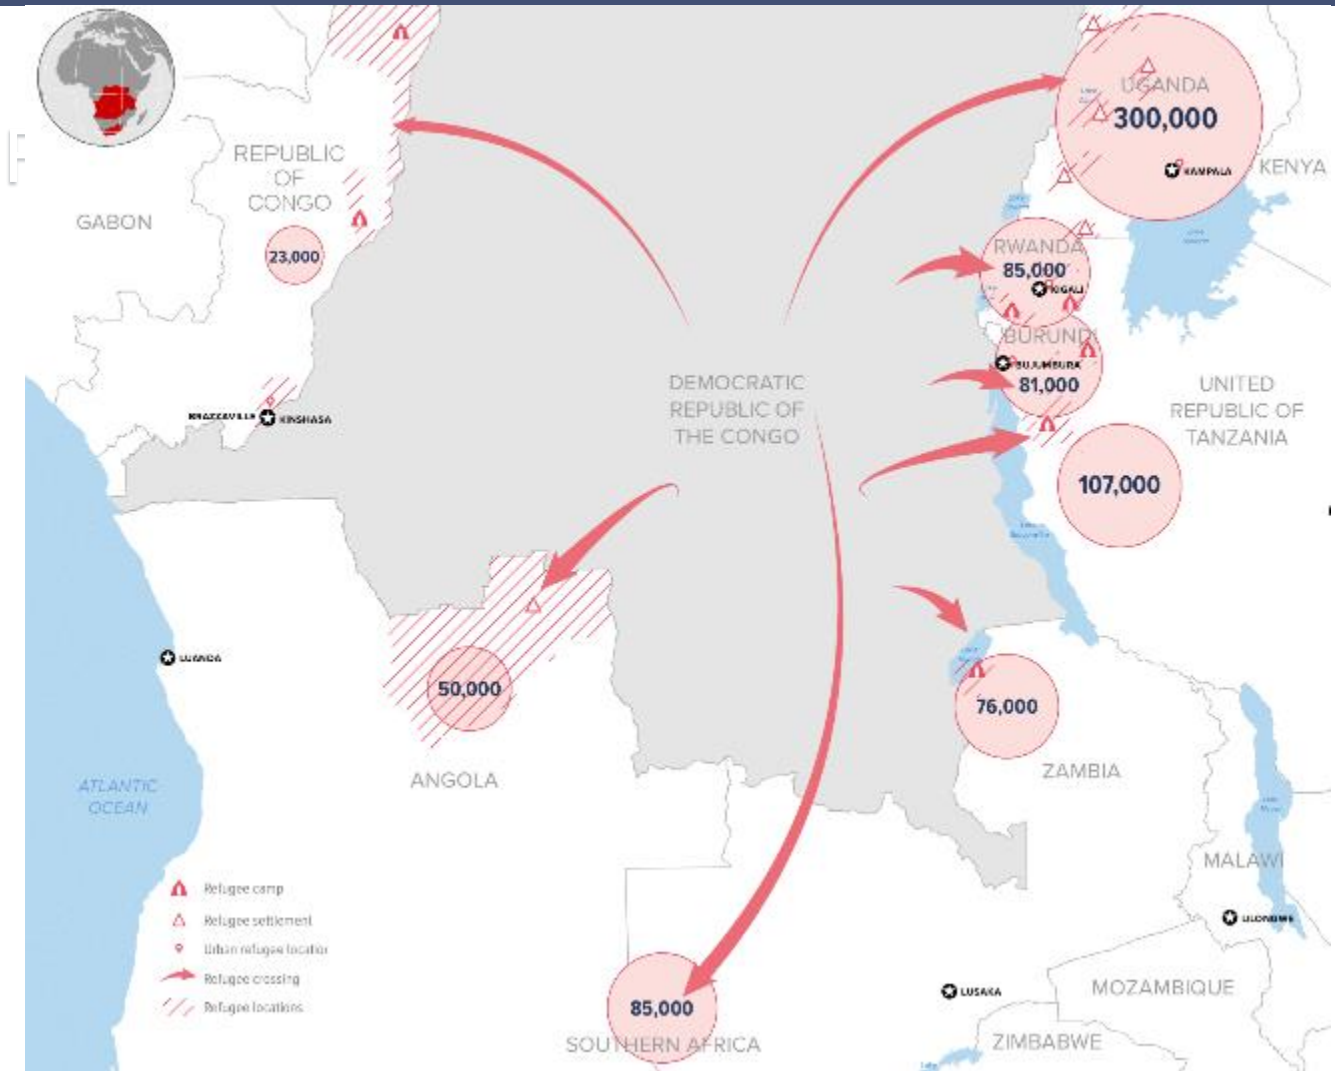 UGANDA
300,000
KAMPALA
KENYA
REPUBLIC
OF
CONGO
23,000
GABON
RWANDA
85,000
KIGALI
BURUNDI
BUJUMBURA
81,000
DEMOCRATIC
REPUBLIC OF
THE CONGO
UNITED
REPUBLIC OF
TANZANIA
107,000
BRAZZAVILLE
KINSHASA
LUANDA
50,000
ANGOLA
76,000
ZAMBIA
ATLANTIC
OCEAN
MALAWI
LILONGWE
Refugee camp
Refugee settlement
Urban refugee location
Refugee crossing
Refugee locations
85,000
SOUTHERN AFRICA
LUSAKA
MOZAMBIQUE
ZIMBABWE